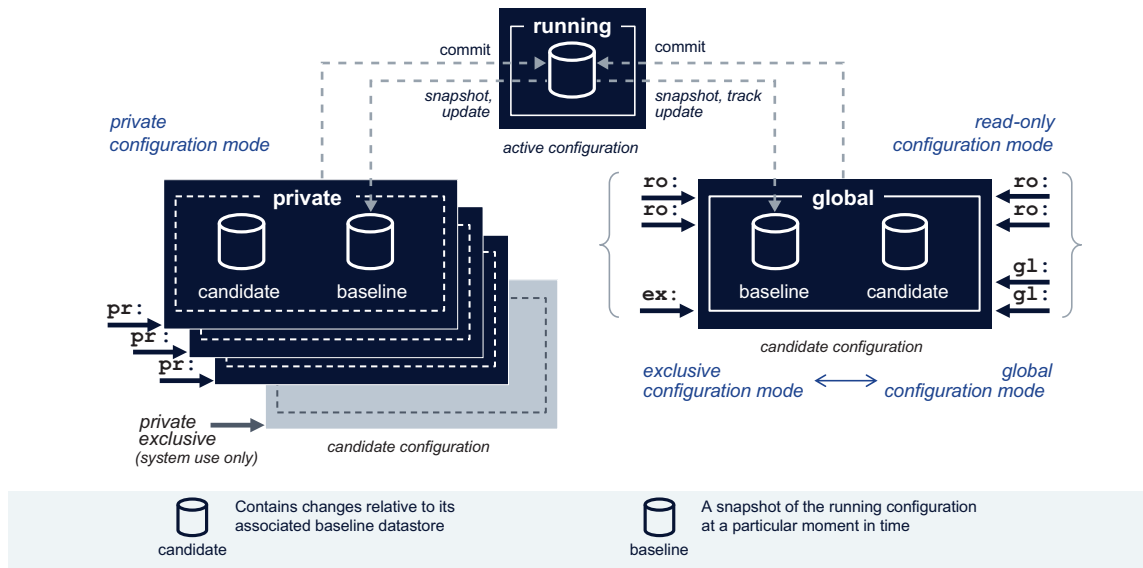 running
commit
commit
snapshot,
update
snapshot, track
update
active configuration
private
configuration mode
read-only
configuration mode
private
candidate
baseline
pr:
pr:
pr:
private
exclusive
(system use only)
candidate configuration
global
baseline
candidate
ro:
ro:
ex:
ro:
ro:
gl:
gl:
candidate configuration
exclusive
configuration mode
global
configuration mode
candidate
Contains changes relative to its
associated baseline datastore
baseline
A snapshot of the running configuration
at a particular moment in time